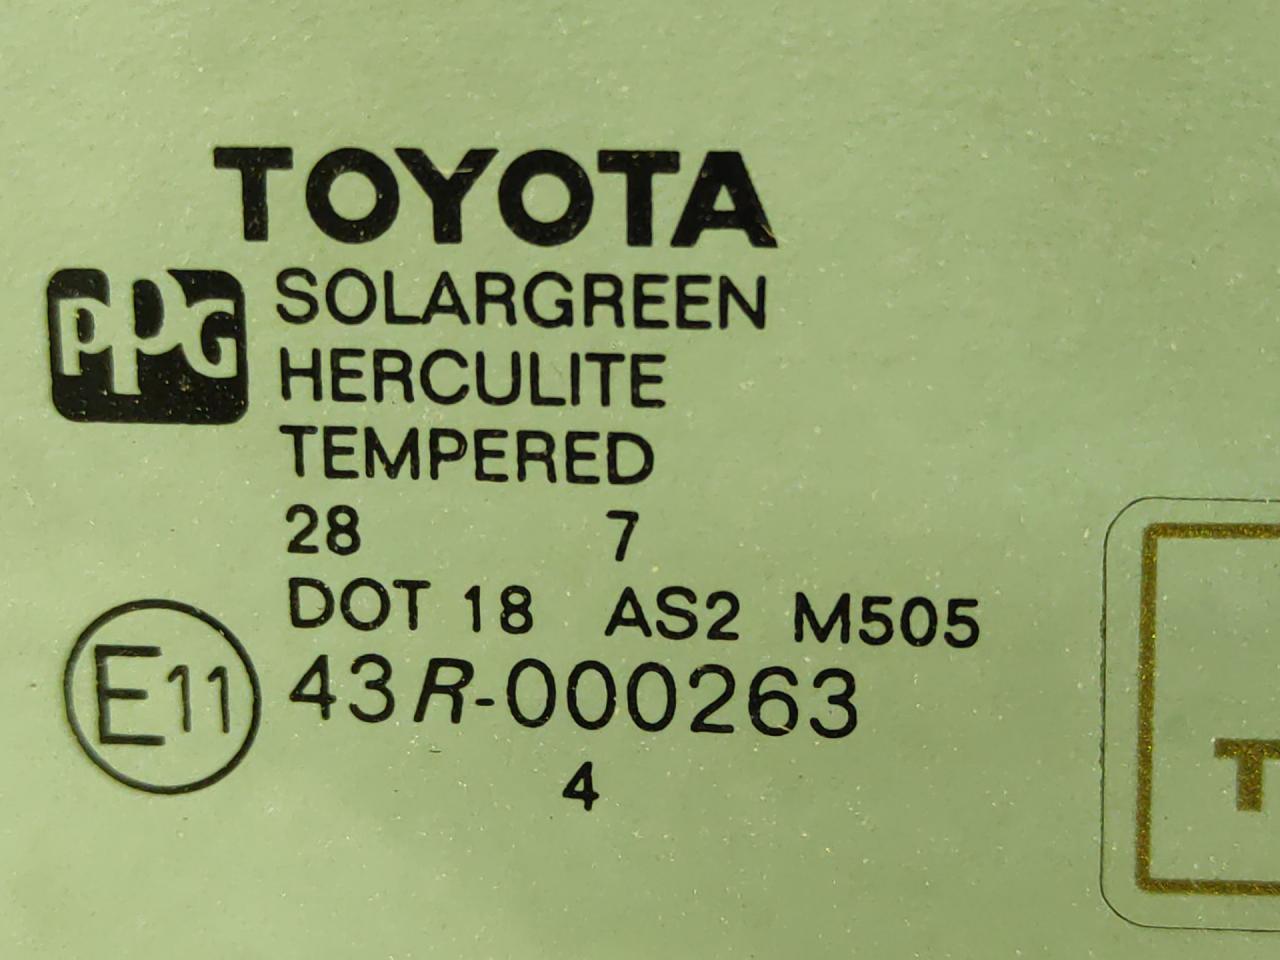 TOYOTA
PPG
SOLARGREEN
HERCULITE
TEMPERED
28 7
DOT 18 AS2 M505
E11 43R-000263
4
T